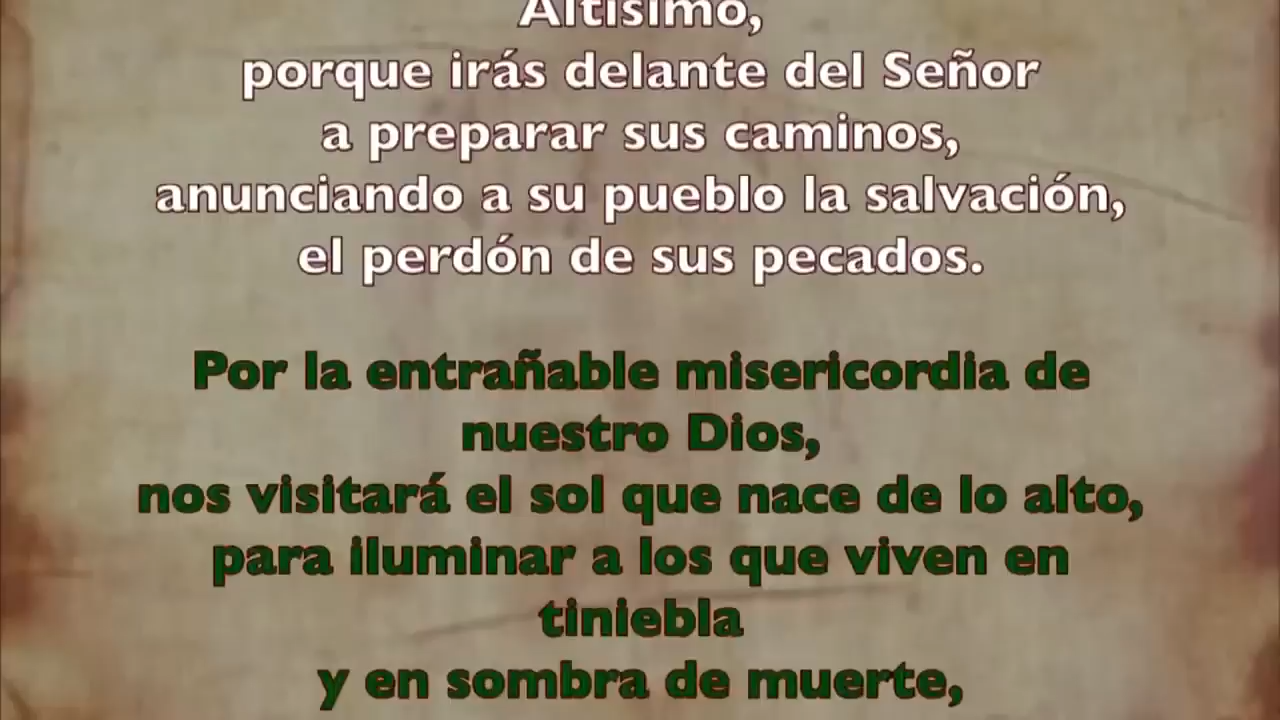 Altísimo,
porque irás delante del Señor
a preparar sus caminos,
anunciando a su pueblo la salvación,
el perdón de sus pecados.
Por la entrañable misericordia de
nuestro Dios,
nos visitará el sol que nace de lo alto,
para iluminar a los que viven en
tiniebla
y en sombra de muerte,